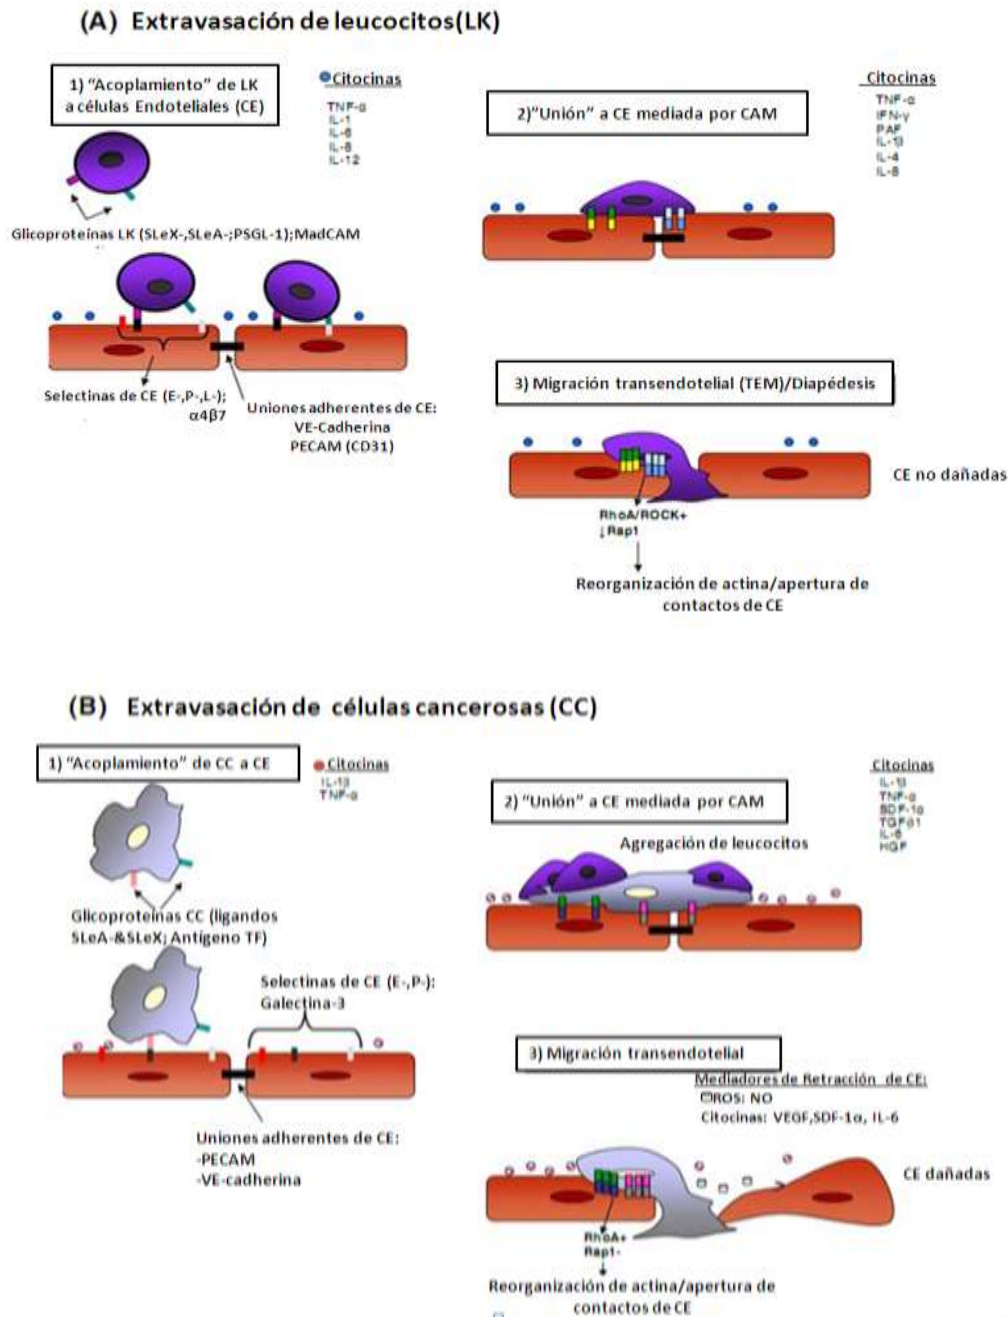 (A) Extravasación de leucocitos(LK)
1) "Acoplamiento" de LK
a células Endoteliales (CE)
Citocinas
TNF-α
IL-1
IL-6
IL-8
IL-12
Glicoproteínas LK (SLeX-,SLeA-;PSGL-1);MadCAM
Selectinas de CE (E-,P-,L-);
α4β7
Uniones adherentes de CE:
VE-Cadherina
PECAM (CD31)
2)"Unión" a CE mediada por CAM
Citocinas
TNF-α
IFN-γ
PAF
IL-1β
IL-4
IL-8
3) Migración transendotelial (TEM)/Diapédesis
CE no dañadas
RhoA/ROCK+
↓Rap1
Reorganización de actina/apertura de
contactos de CE
(B) Extravasación de células cancerosas (CC)
1) "Acoplamiento" de CC a CE
Citocinas
IL-1β
TNF-α
Glicoproteínas CC (ligandos
SLeA-&SLeX; Antígeno TF)
Selectinas de CE (E-,P-):
Galectina-3
Uniones adherentes de CE:
-PECAM
-VE-cadherina
2) "Unión" a CE mediada por CAM
Agregación de leucocitos
Citocinas
IL-1β
TNF-α
SDF-1α
TGFβ1
IL-6
HGF
3) Migración transendotelial
Mediadores de Retracción de CE:
ROS: NO
Citocinas: VEGF,SDF-1α, IL-6
CE dañadas
RhoA+
Rap1-
Reorganización de actina/apertura de
contactos de CE